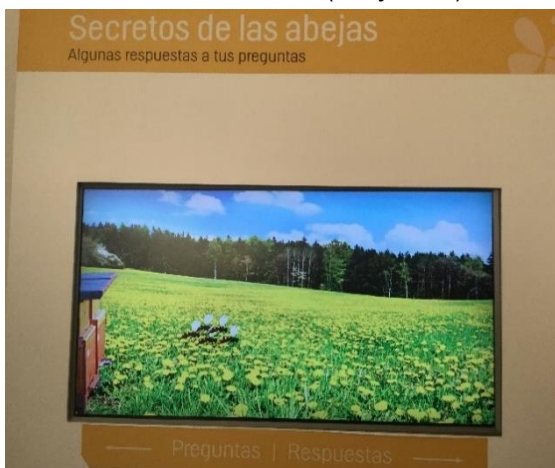 Secretos de las abejas
Algunas respuestas a tus preguntas
Preguntas | Respuestas